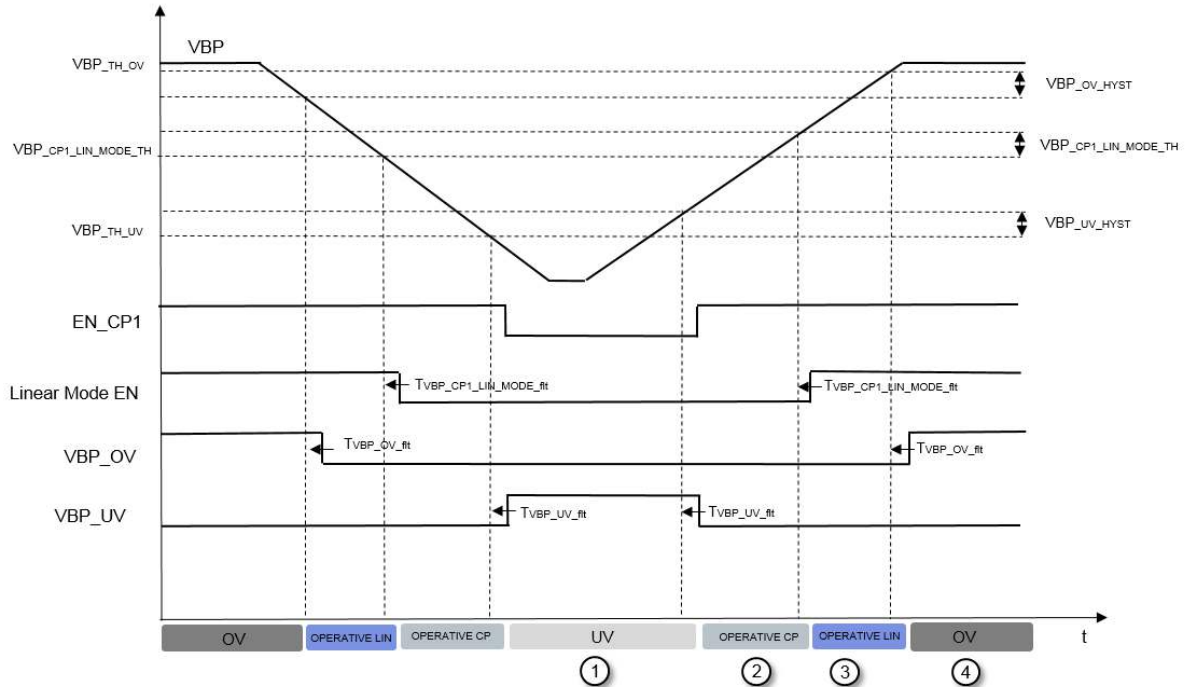 VBP
VBP_TH_OV
VBP_OV_HYST
VBP_CP1_LIN_MODE_TH
VBP_CP1_LIN_MODE_TH
VBP_TH_UV
VBP_UV_HYST
EN_CP1
Linear Mode EN
TVBP_CP1_LIN_MODE_flt
TVBP_CP1_LIN_MODE_flt
VBP_OV
TVBP_OV_flt
TVBP_OV_flt
VBP_UV
TVBP_UV_flt
TVBP_UV_flt
OV
OPERATIVE LIN
OPERATIVE CP
UV
OPERATIVE CP
OPERATIVE LIN
OV
t
1
2
3
4